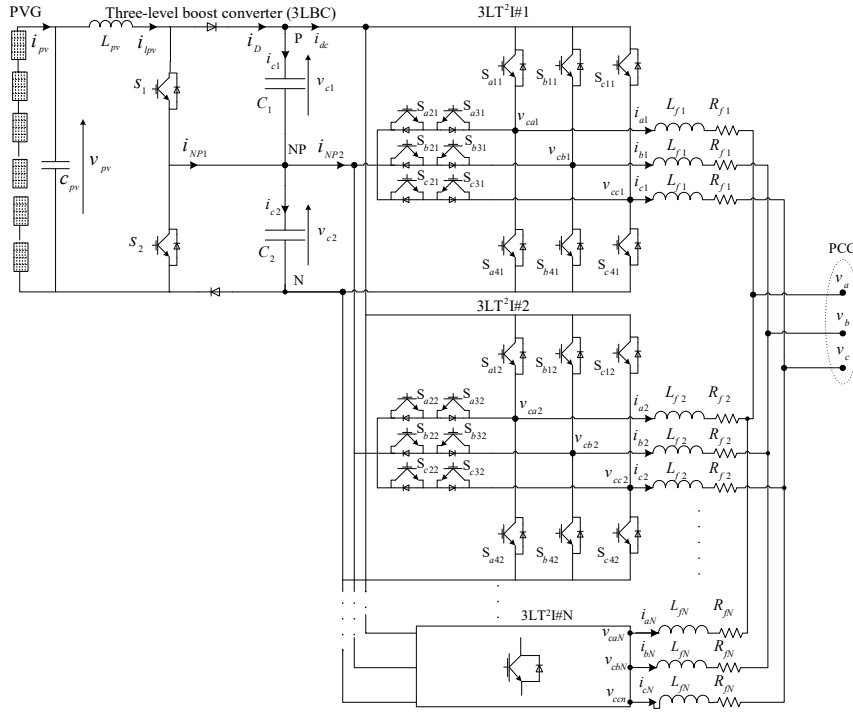 PVG
Three-level boost converter (3LBC)
3LT²I#1
i_pv
L_pv
i_lpv
i_D
P
i_dc
i_c1
v_c1
C_1
s_1
S_a11
S_b11
S_c11
S_a21
S_a31
S_b21
S_b31
S_c21
S_c31
v_ca1
v_cb1
v_cc1
i_a1
L_f1
R_f1
i_b1
L_f1
R_f1
i_c1
L_f1
R_f1
c_pv
v_pv
i_NP1
NP
i_NP2
i_c2
v_c2
C_2
s_2
N
S_a41
S_b41
S_c41
PCC
v_a
v_b
v_c
3LT²I#2
S_a12
S_b12
S_c12
S_a22
S_a32
S_b22
S_b32
S_c22
S_c32
v_ca2
v_cb2
v_cc2
i_a2
L_f2
R_f2
i_b2
L_f2
R_f2
i_c2
L_f2
R_f2
S_a42
S_b42
S_c42
3LT²I#N
v_caN
v_cbN
v_ccn
i_aN
L_fN
R_fN
i_bN
L_fN
R_fN
i_cN
L_fN
R_fN